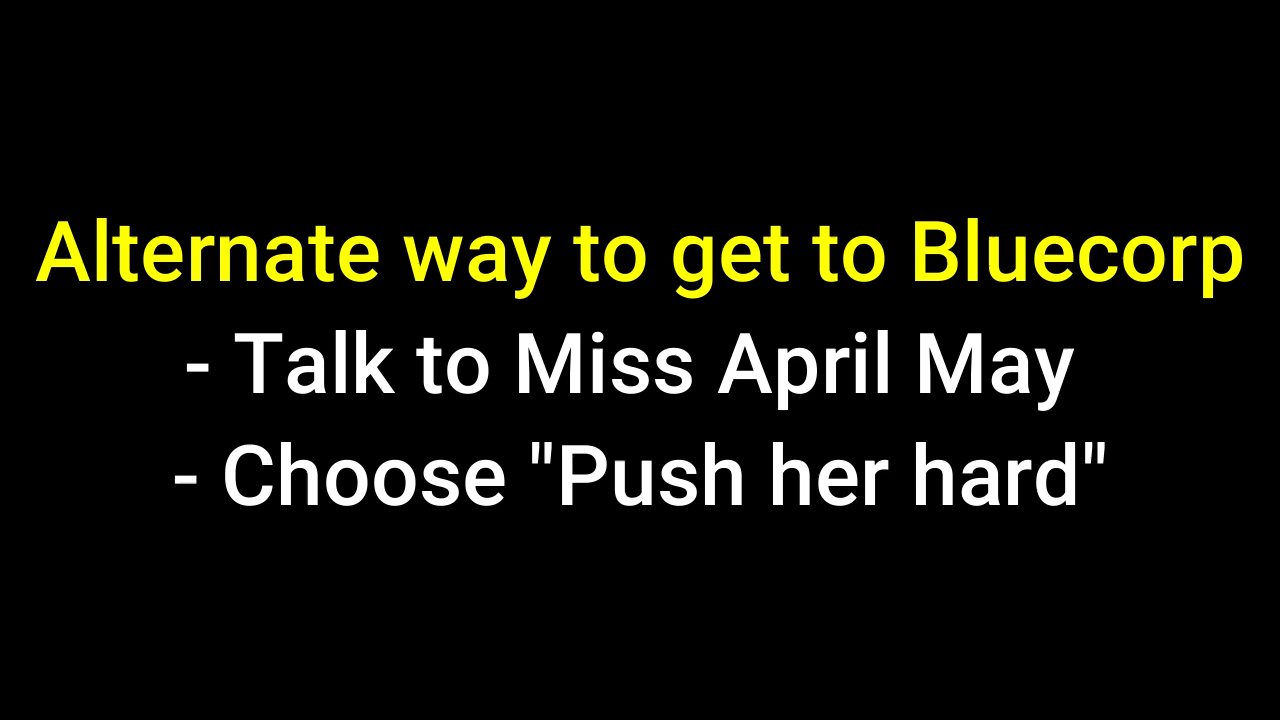 Alternate way to get to Bluecorp
- Talk to Miss April May
- Choose "Push her hard"